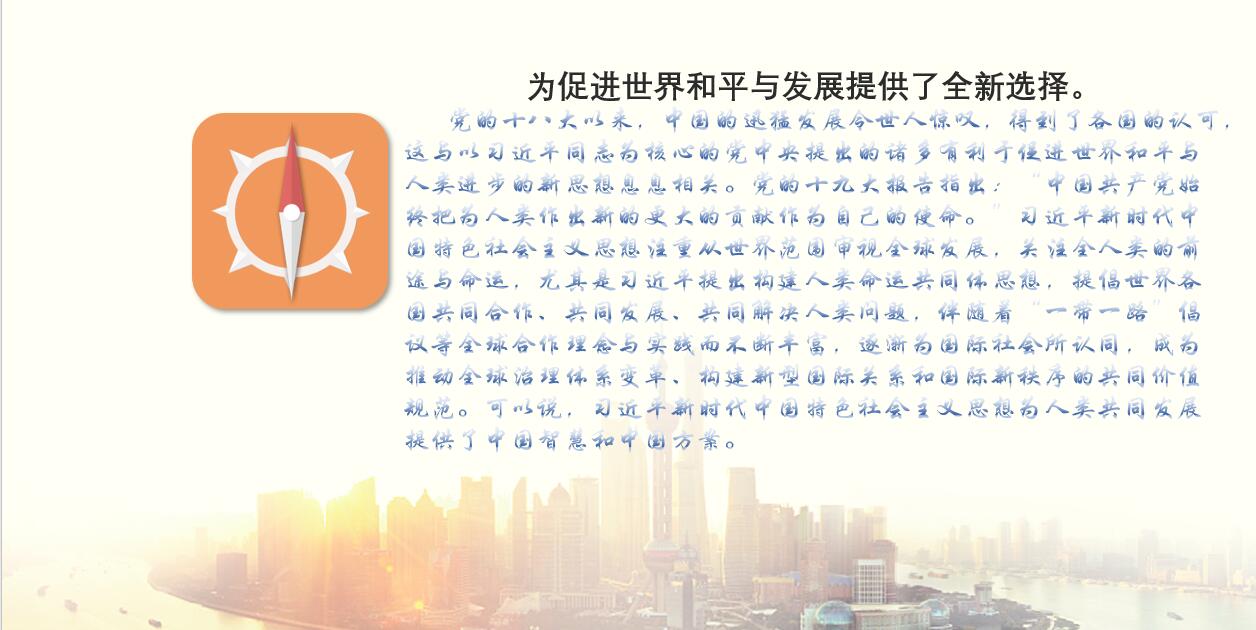 为促进世界和平与发展提供了全新选择。
党的十八大以来，中国的迅猛发展令世人惊叹，得到了各国的认可，
这与以习近平同志为核心的党中央提出的诸多有利于促进世界和平与
人类进步的新思想息息相关。党的十九大报告指出：“中国共产党始
终把为人类作出新的更大的贡献作为自己的使命。”习近平新时代中
国特色社会主义思想注重从世界范围审视全球发展，关注全人类的前
途与命运，尤其是习近平提出构建人类命运共同体思想，提倡世界各
国共同合作、共同发展、共同解决人类问题，伴随着“一带一路”倡
议等全球合作理念与实践而不断丰富，逐渐为国际社会所认同，成为
推动全球治理体系变革、构建新型国际关系和国际新秩序的共同价值
规范。可以说，习近平新时代中国特色社会主义思想为人类共同发展
提供了中国智慧和中国方案。